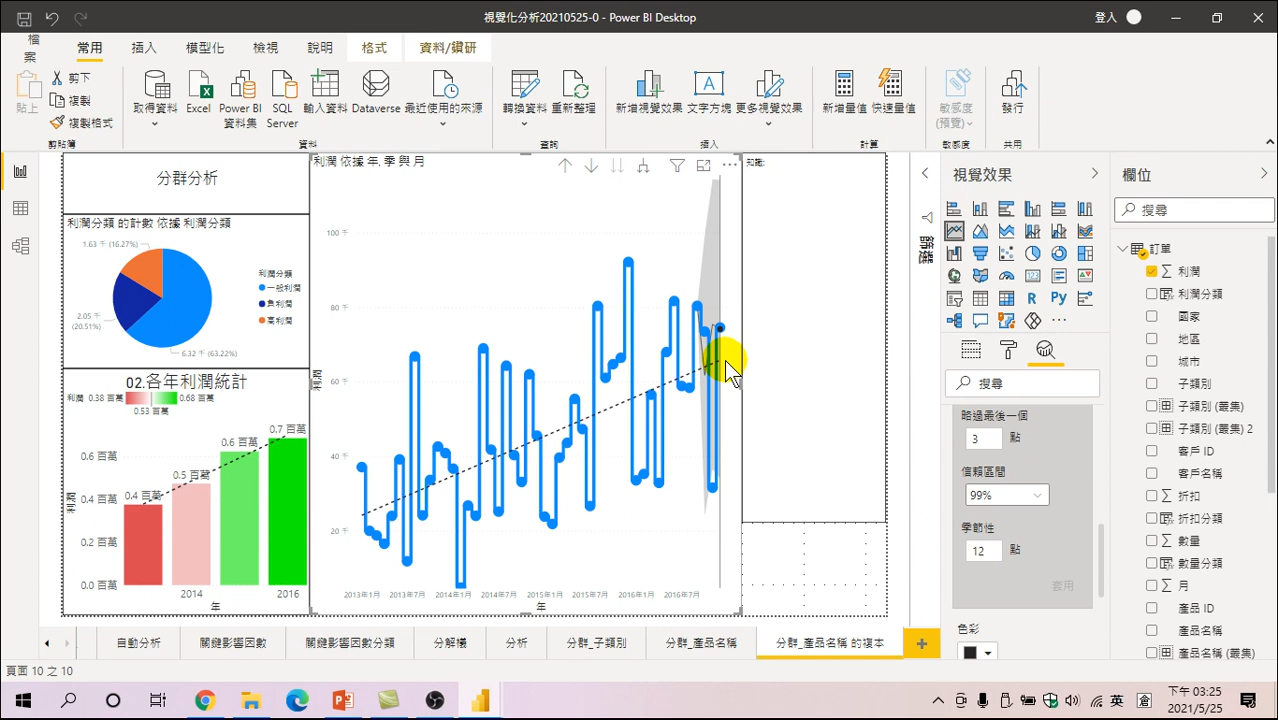 視覺化分析20210525-0 - Power BI Desktop
登入
檔案
常用
插入
模型化
檢視
說明
格式
資料/鑽研
貼上
剪下
複製
複製格式
剪貼簿
取得資料
Excel
Power BI 資料集
SQL Server
輸入資料
Dataverse
最近使用的來源
資料
轉換資料
重新整理
查詢
新增視覺效果
文字方塊
更多視覺效果
插入
新增量值
快速量值
計算
敏感度 (預覽)
敏感度
發行
共用
分群分析
利潤分類 的計數 依據 利潤分類
1.63 千 (16.27%)
2.05 千
(20.51%)
6.32 千 (63.22%)
利潤分類
一般利潤
負利潤
高利潤
02.各年利潤統計
利潤 0.38 百萬
0.68 百萬
0.53 百萬
0.7 百萬
0.6 百萬
0.5 百萬
0.4 百萬
0.6 百萬
0.4 百萬
0.2 百萬
0.0 百萬
利潤
2014
2016
年
利潤 依據 年, 季 與 月
100 千
80 千
60 千
40 千
20 千
利潤
2013年1月
2013年7月
2014年1月
2014年7月
2015年1月
2015年7月
2016年1月
2016年7月
年
知識:
篩選
視覺效果
搜尋
略過最後一個
3 點
信賴區間
99%
季節性
12 點
套用
色彩
欄位
搜尋
訂單
利潤
利潤分類
國家
地區
城市
子類別
子類別 (叢集)
子類別 (叢集) 2
客戶 ID
客戶名稱
折扣
折扣分類
數量
數量分類
月
產品 ID
產品名稱
產品名稱 (叢集)
自動分析
關鍵影響因數
關鍵影響因數分類
分解樹
分析
分群_子類別
分群_產品名稱
分群_產品名稱 的複本
頁面 10 之 10
英
倉
下午 03:25
2021/5/25